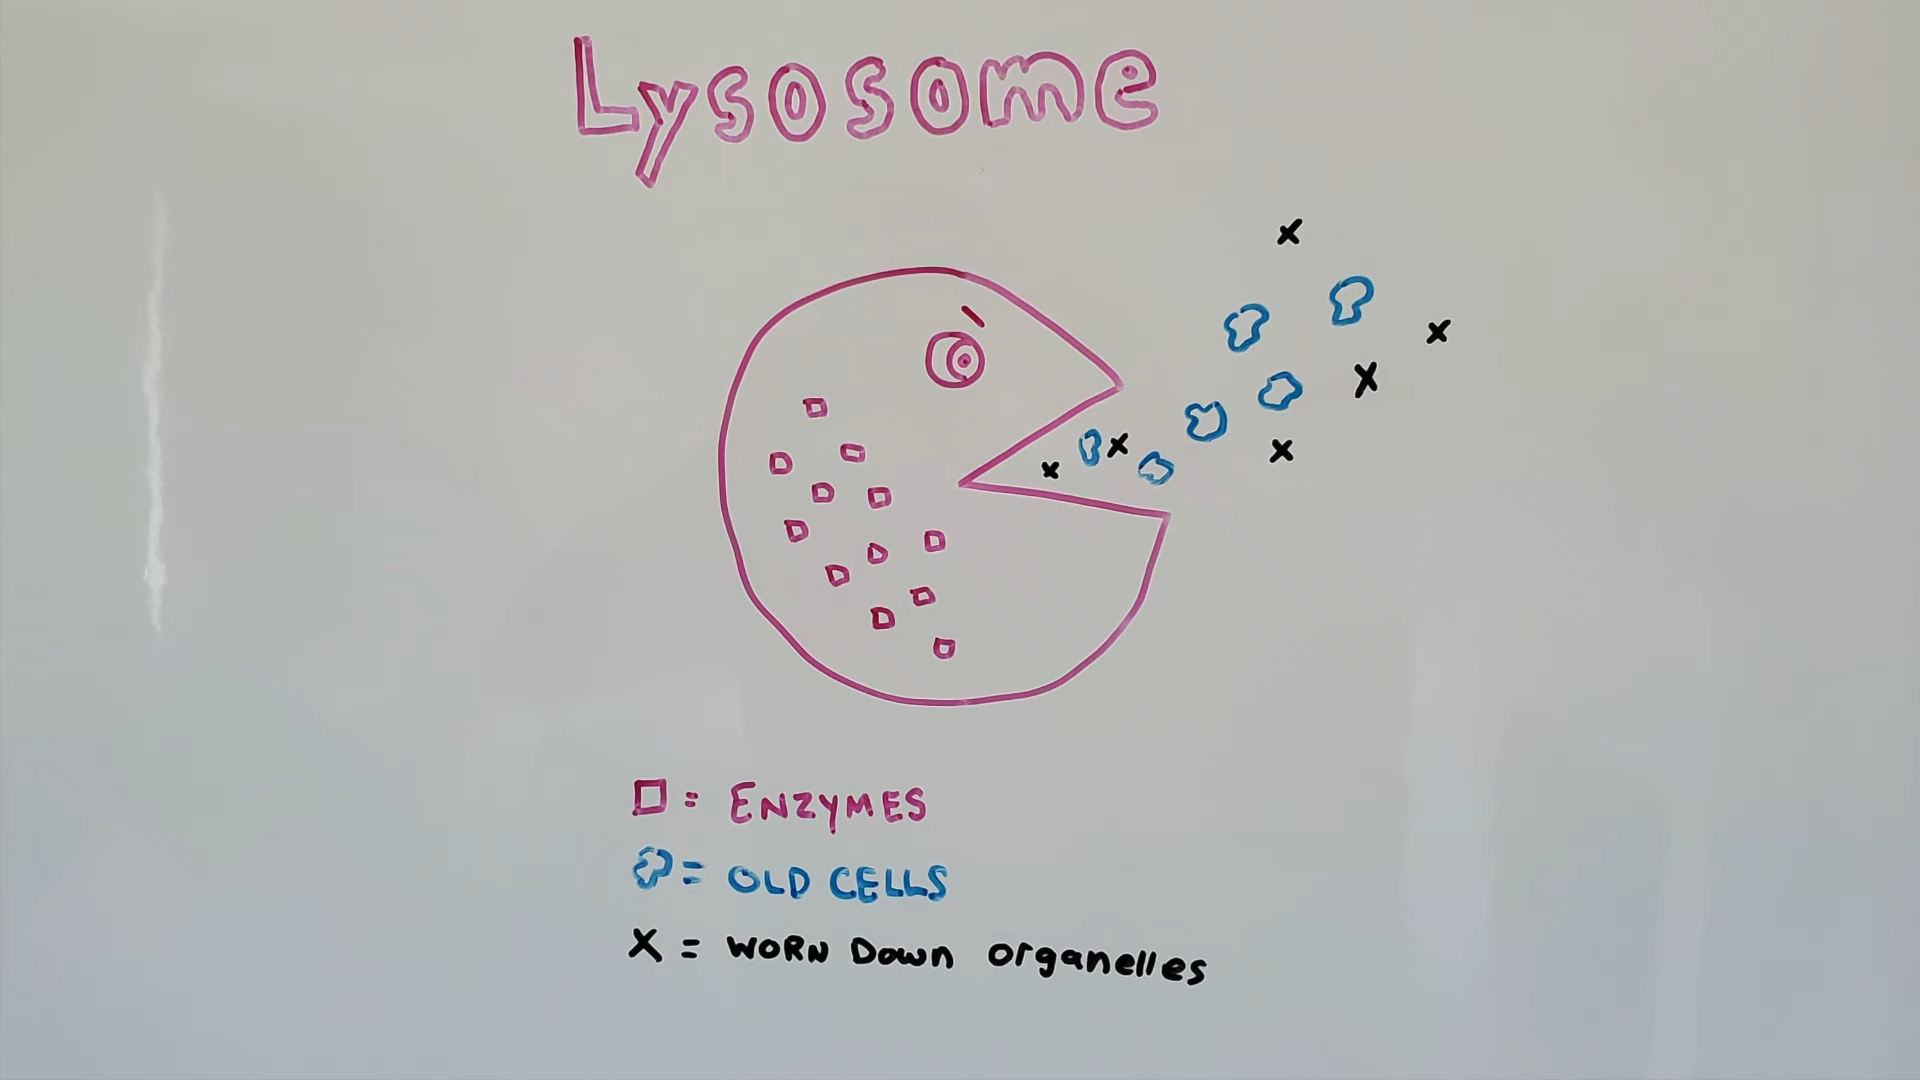 Lysosome
□ = ENZYMES
= OLD CELLS
X = WORN DOWN organelles